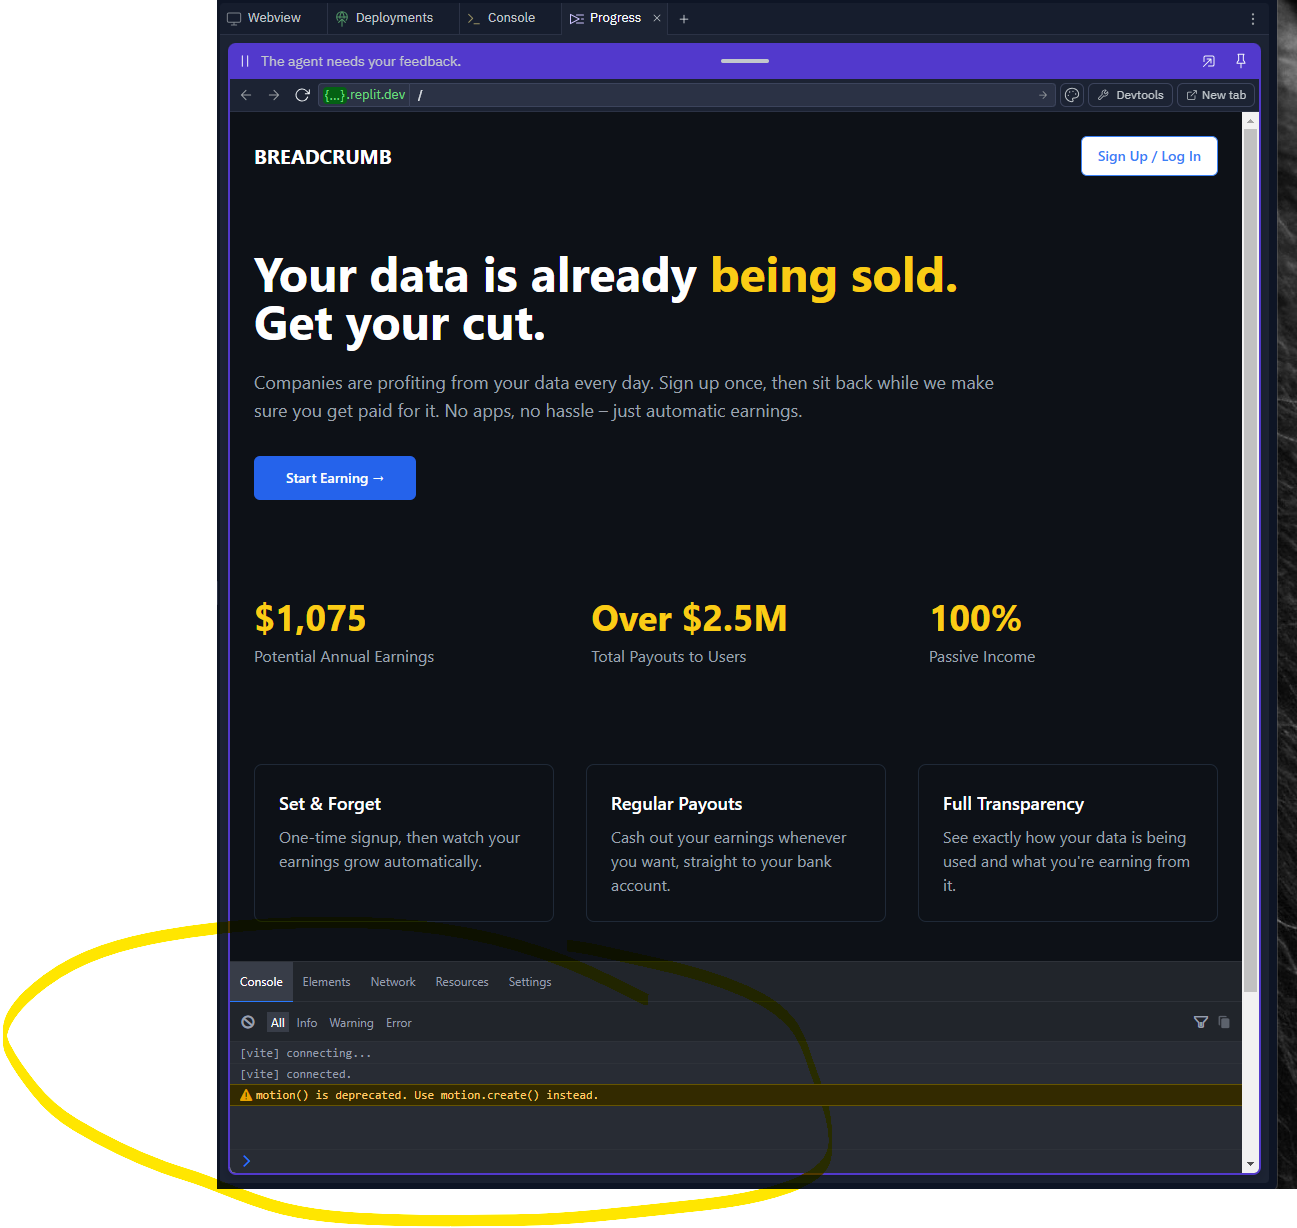 Webview
Deployments
Console
Progress
The agent needs your feedback.
{...}.replit.dev /
Devtools
New tab
BREADCRUMB
Sign Up / Log In
Your data is already being sold.
Get your cut.
Companies are profiting from your data every day. Sign up once, then sit back while we make
sure you get paid for it. No apps, no hassle – just automatic earnings.
Start Earning →
$1,075
Potential Annual Earnings
Over $2.5M
Total Payouts to Users
100%
Passive Income
Set & Forget
One-time signup, then watch your
earnings grow automatically.
Regular Payouts
Cash out your earnings whenever
you want, straight to your bank
account.
Full Transparency
See exactly how your data is being
used and what you're earning from
it.
Console
Elements
Network
Resources
Settings
All
Info
Warning
Error
[vite] connecting...
[vite] connected.
motion() is deprecated. Use motion.create() instead.